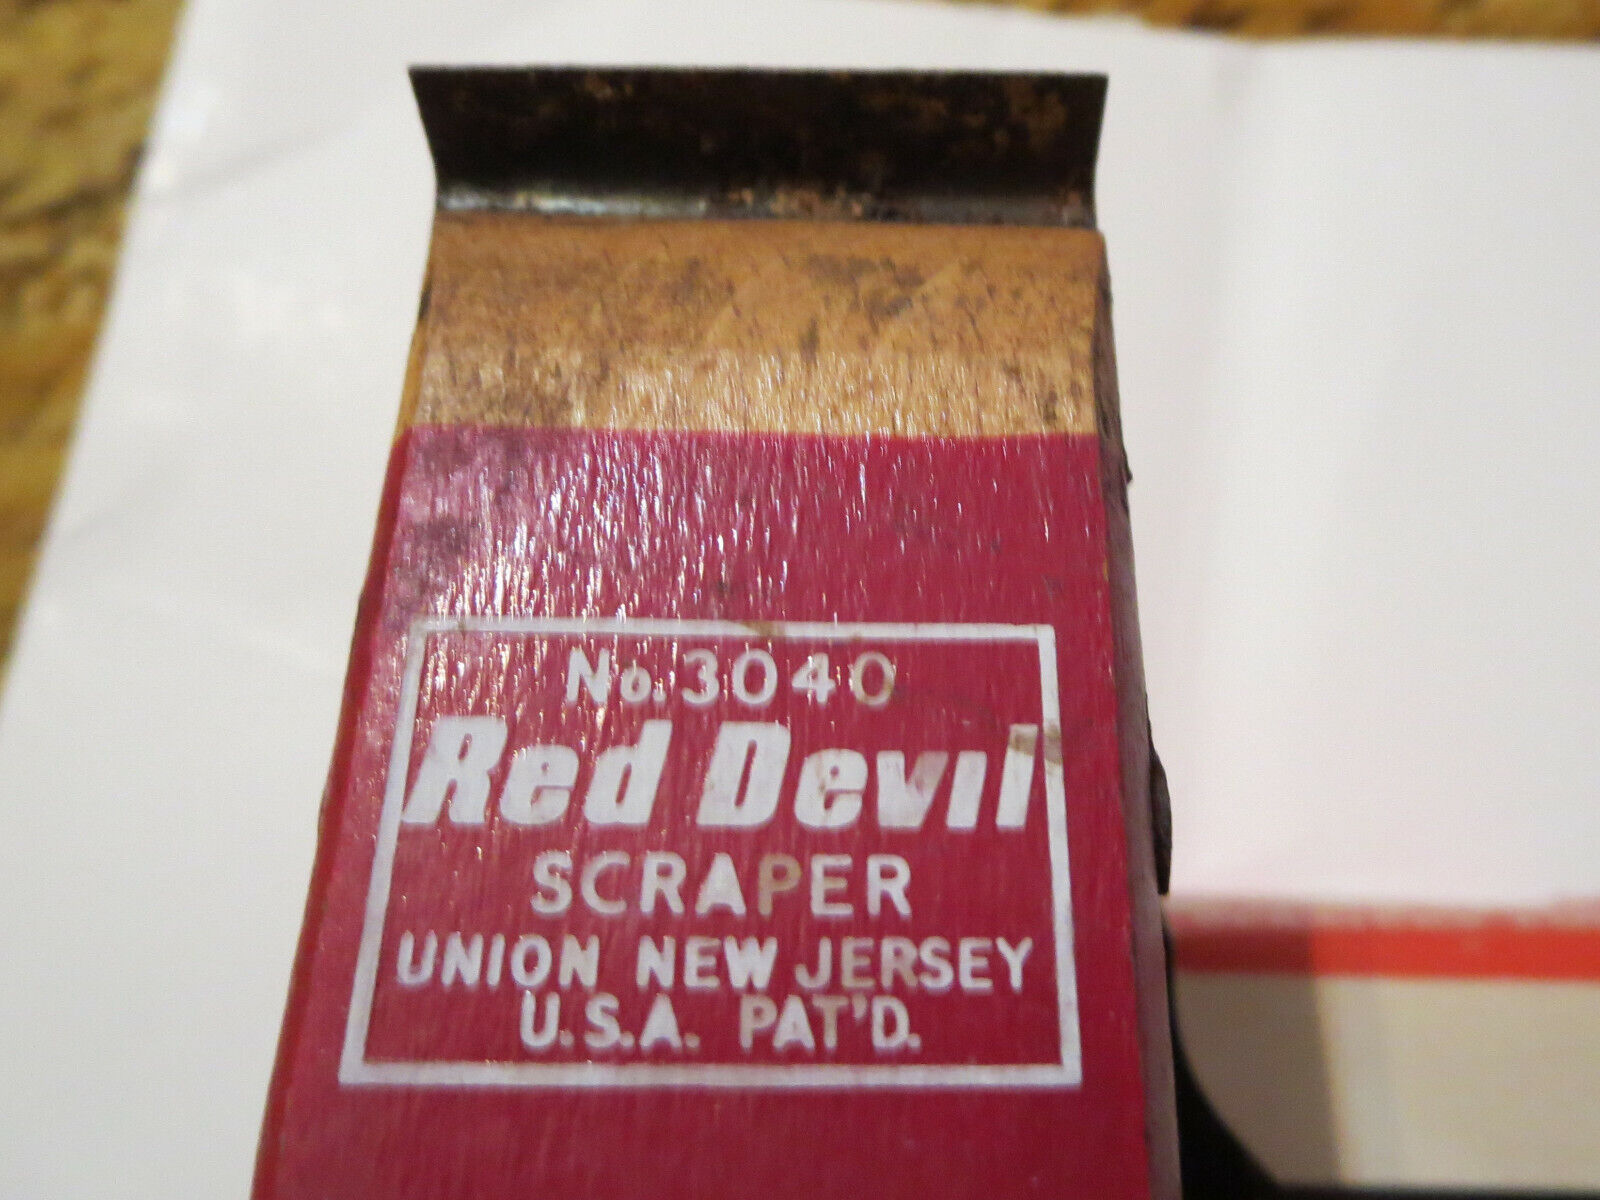 No. 3040
Red Devil
SCRAPER
UNION NEW JERSEY
U.S.A. PAT'D.